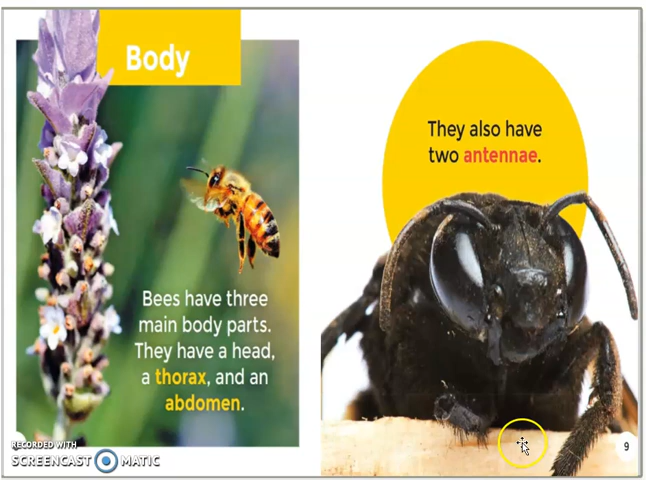 Body
Bees have three
main body parts.
They have a head,
a thorax, and an
abdomen.
They also have
two antennae.
RECORDED WITH
SCREENCAST MATIC
9